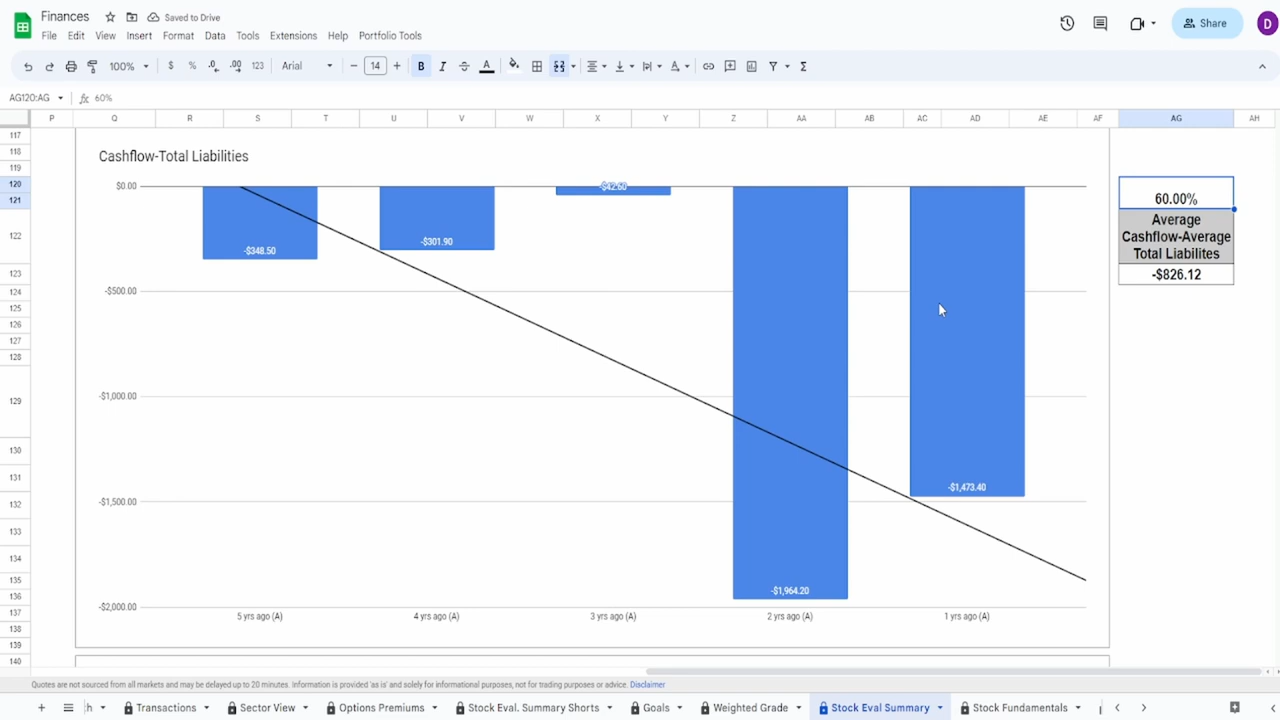 Finances
Saved to Drive
File Edit View Insert Format Data Tools Extensions Help Portfolio Tools
Share
D
100% $ % .0 .00 123 Arial − 14 + B I A Σ
AG120:AG fx 60%
P Q R S T U V W X Y Z AA AB AC AD AE AF AG AH
117
118
119
120
121
122
123
124
125
126
127
128
129
130
131
132
133
134
135
136
137
138
139
140
Cashflow-Total Liabilities
$0.00
-$500.00
-$1,000.00
-$1,500.00
-$2,000.00
-$348.50
-$301.90
-$42.60
-$1,964.20
-$1,473.40
5 yrs ago (A) 4 yrs ago (A) 3 yrs ago (A) 2 yrs ago (A) 1 yrs ago (A)
60.00%
Average
Cashflow-Average
Total Liabilites
-$826.12
Quotes are not sourced from all markets and may be delayed up to 20 minutes. Information is provided 'as is' and solely for informational purposes, not for trading purposes or advice. Disclaimer
+ h Transactions Sector View Options Premiums Stock Eval. Summary Shorts Goals Weighted Grade Stock Eval Summary Stock Fundamentals